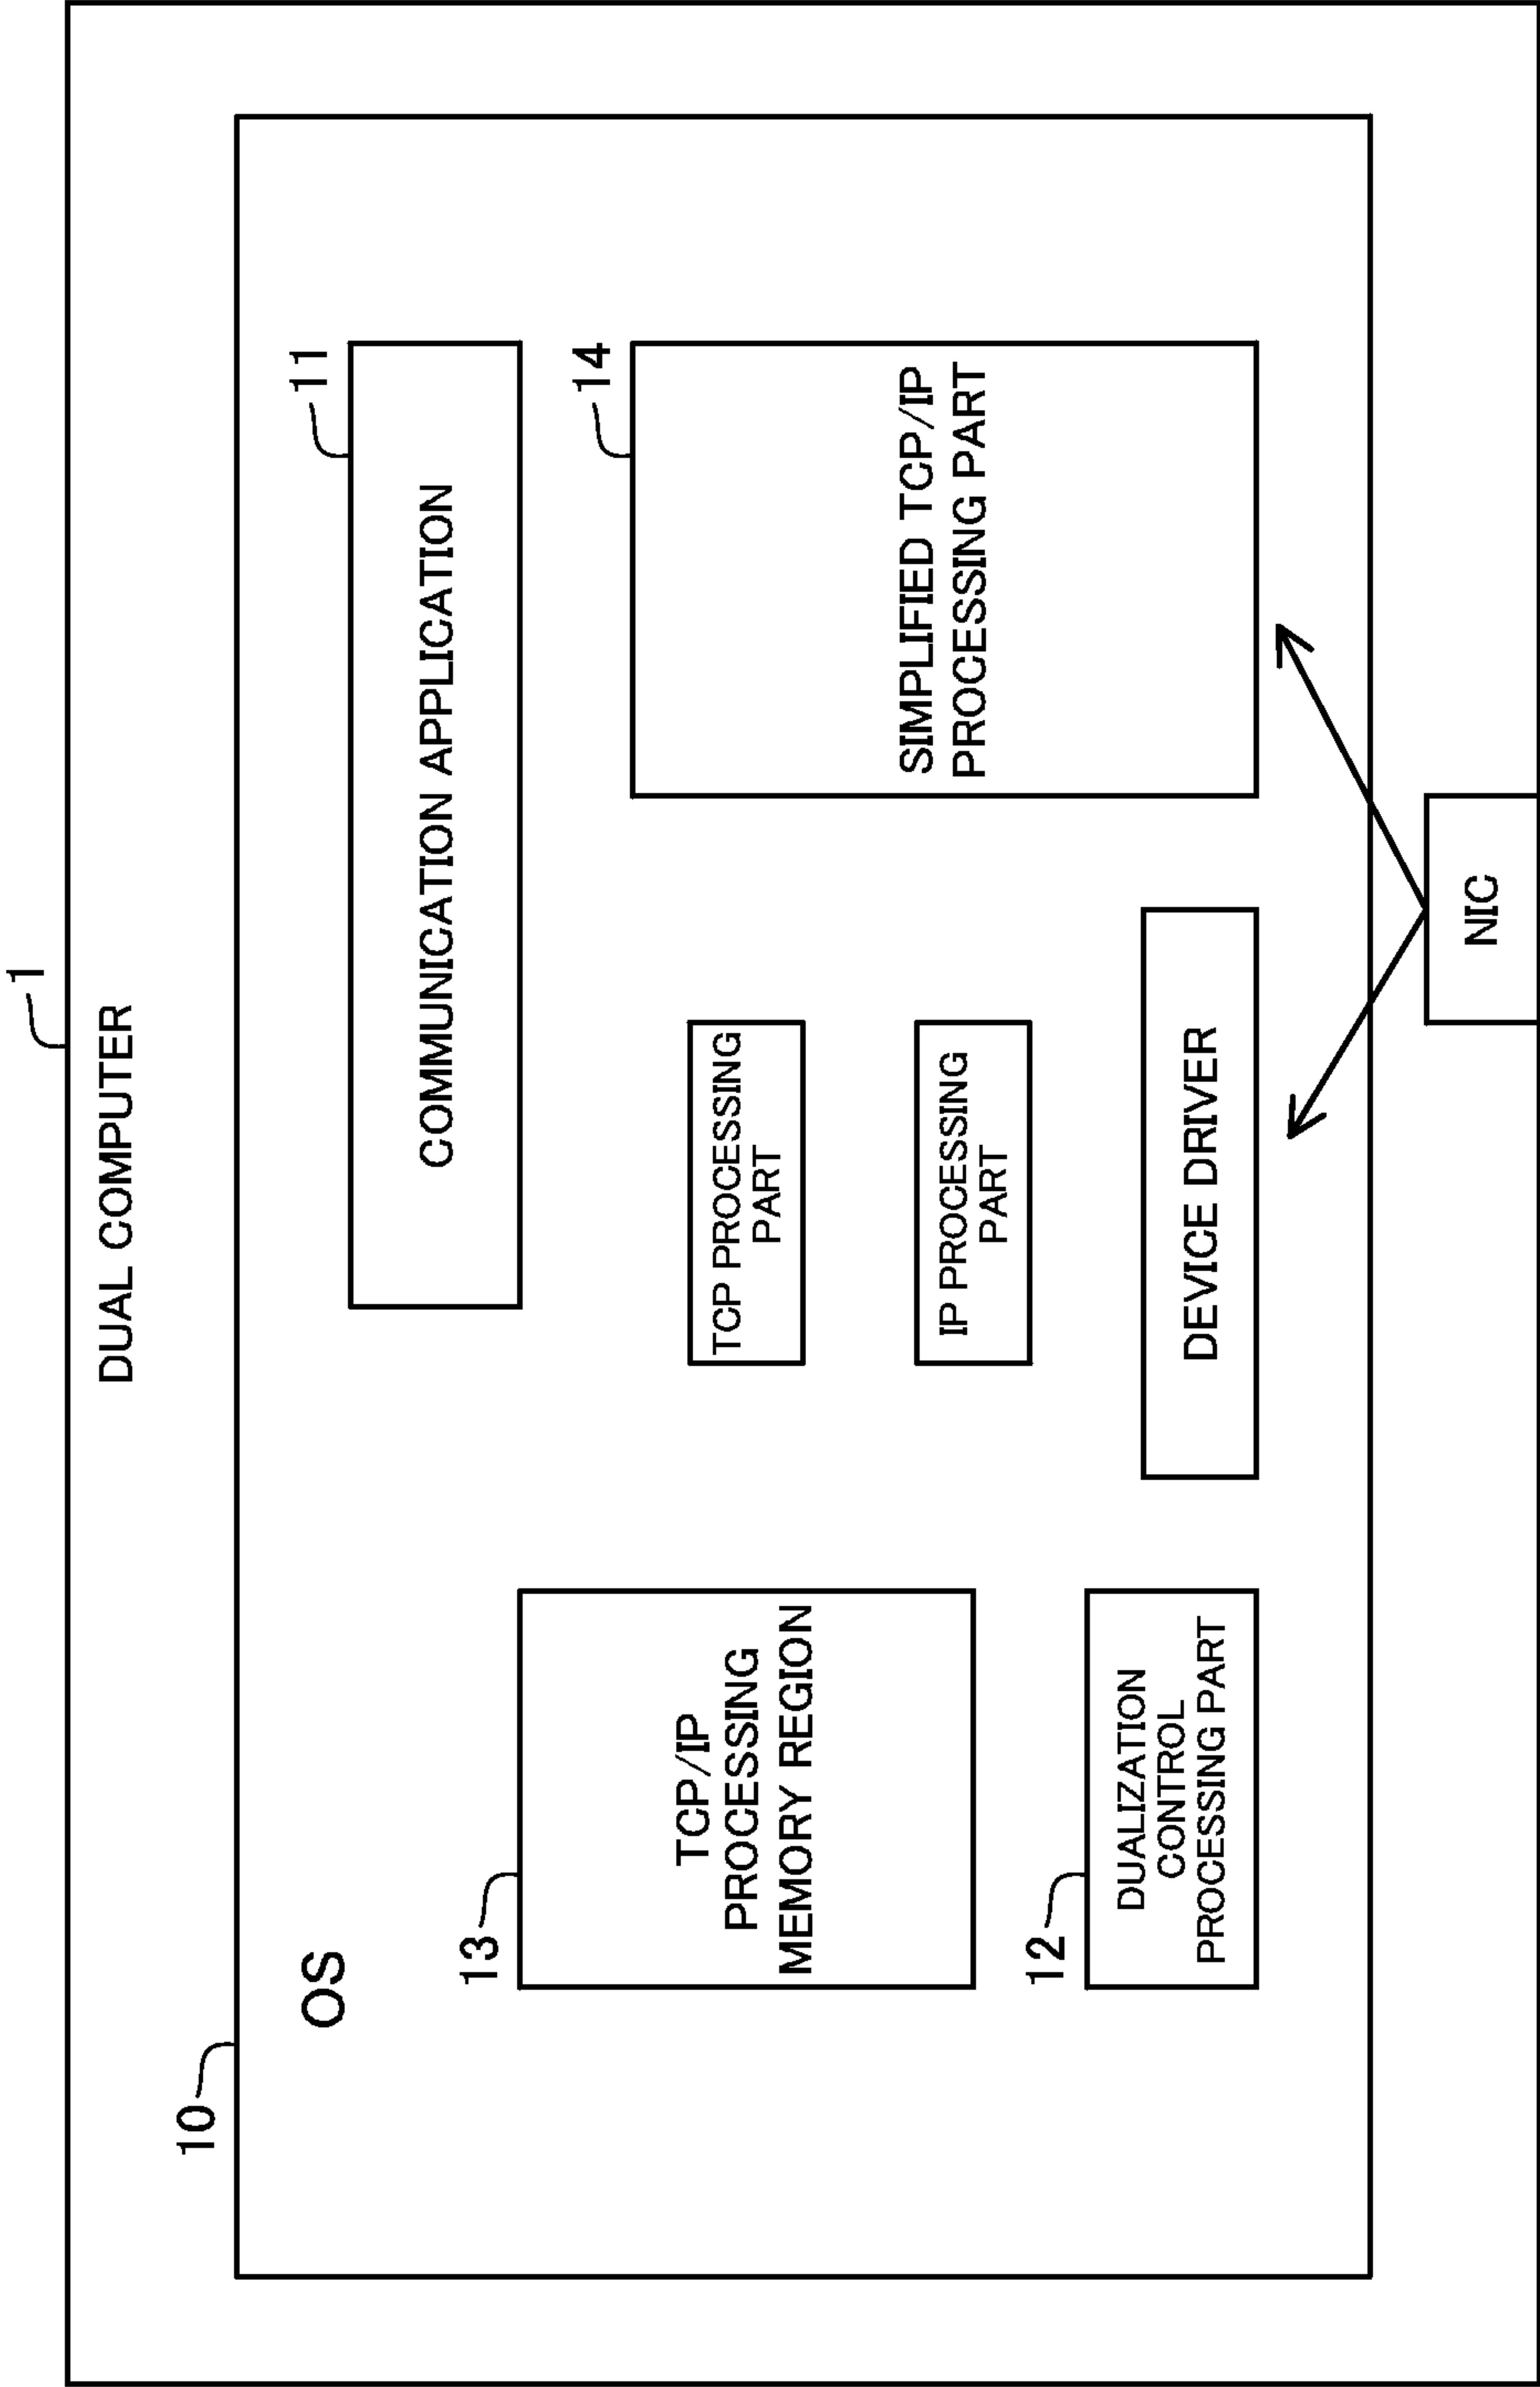 1
DUAL COMPUTER
10
OS
11
COMMUNICATION APPLICATION
13
TCP/IP
PROCESSING
MEMORY REGION
TCP PROCESSING
PART
14
SIMPLIFIED TCP/IP
PROCESSING PART
IP PROCESSING
PART
12
DUALIZATION
CONTROL
PROCESSING PART
DEVICE DRIVER
NIC